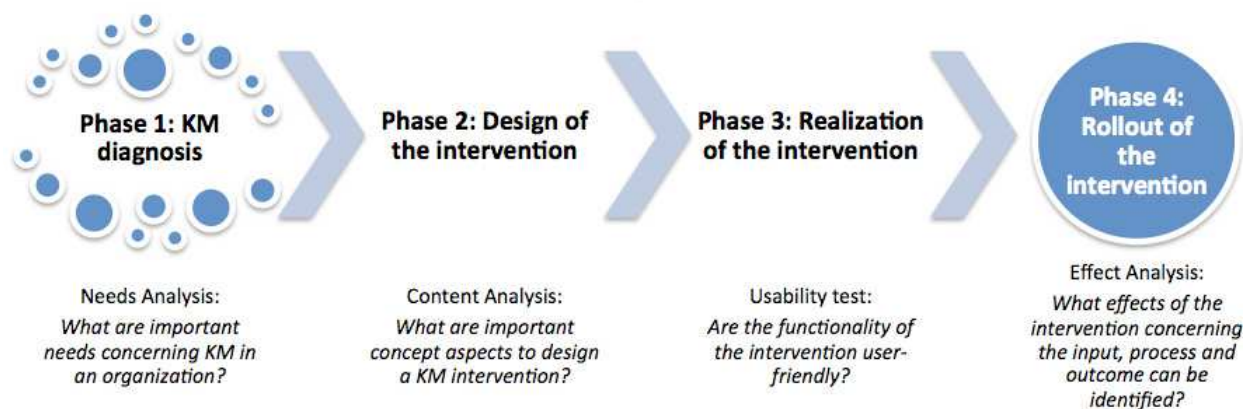 Phase 1: KM
diagnosis
Phase 2: Design of
the intervention
Phase 3: Realization
of the intervention
Phase 4:
Rollout of
the
intervention
Needs Analysis:
What are important
needs concerning KM in
an organization?
Content Analysis:
What are important
concept aspects to design
a KM intervention?
Usability test:
Are the functionality of
the intervention user-
friendly?
Effect Analysis:
What effects of the
intervention concerning
the input, process and
outcome can be
identified?